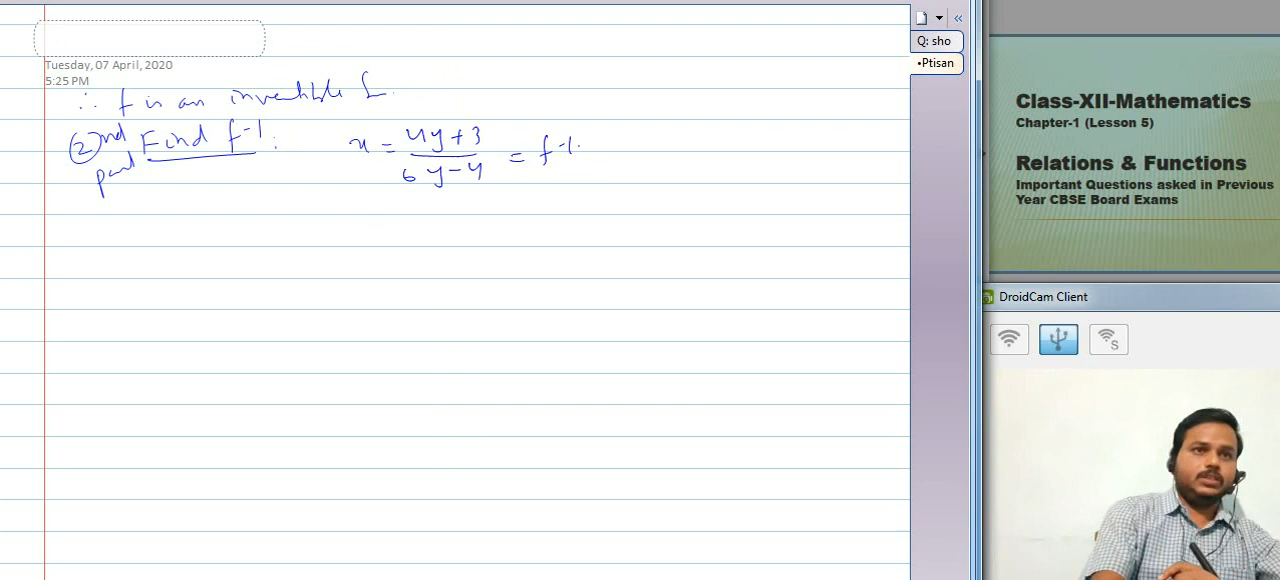 Tuesday, 07 April, 2020
5:25 PM
∴ f is an invertible f.
2nd part Find f-1 :
x = 4y+3 / 6y-4 = f-1.
Q: sho
•Ptisan
Class-XII-Mathematics
Chapter-1 (Lesson 5)
Relations & Functions
Important Questions asked in Previous
Year CBSE Board Exams
DroidCam Client
S